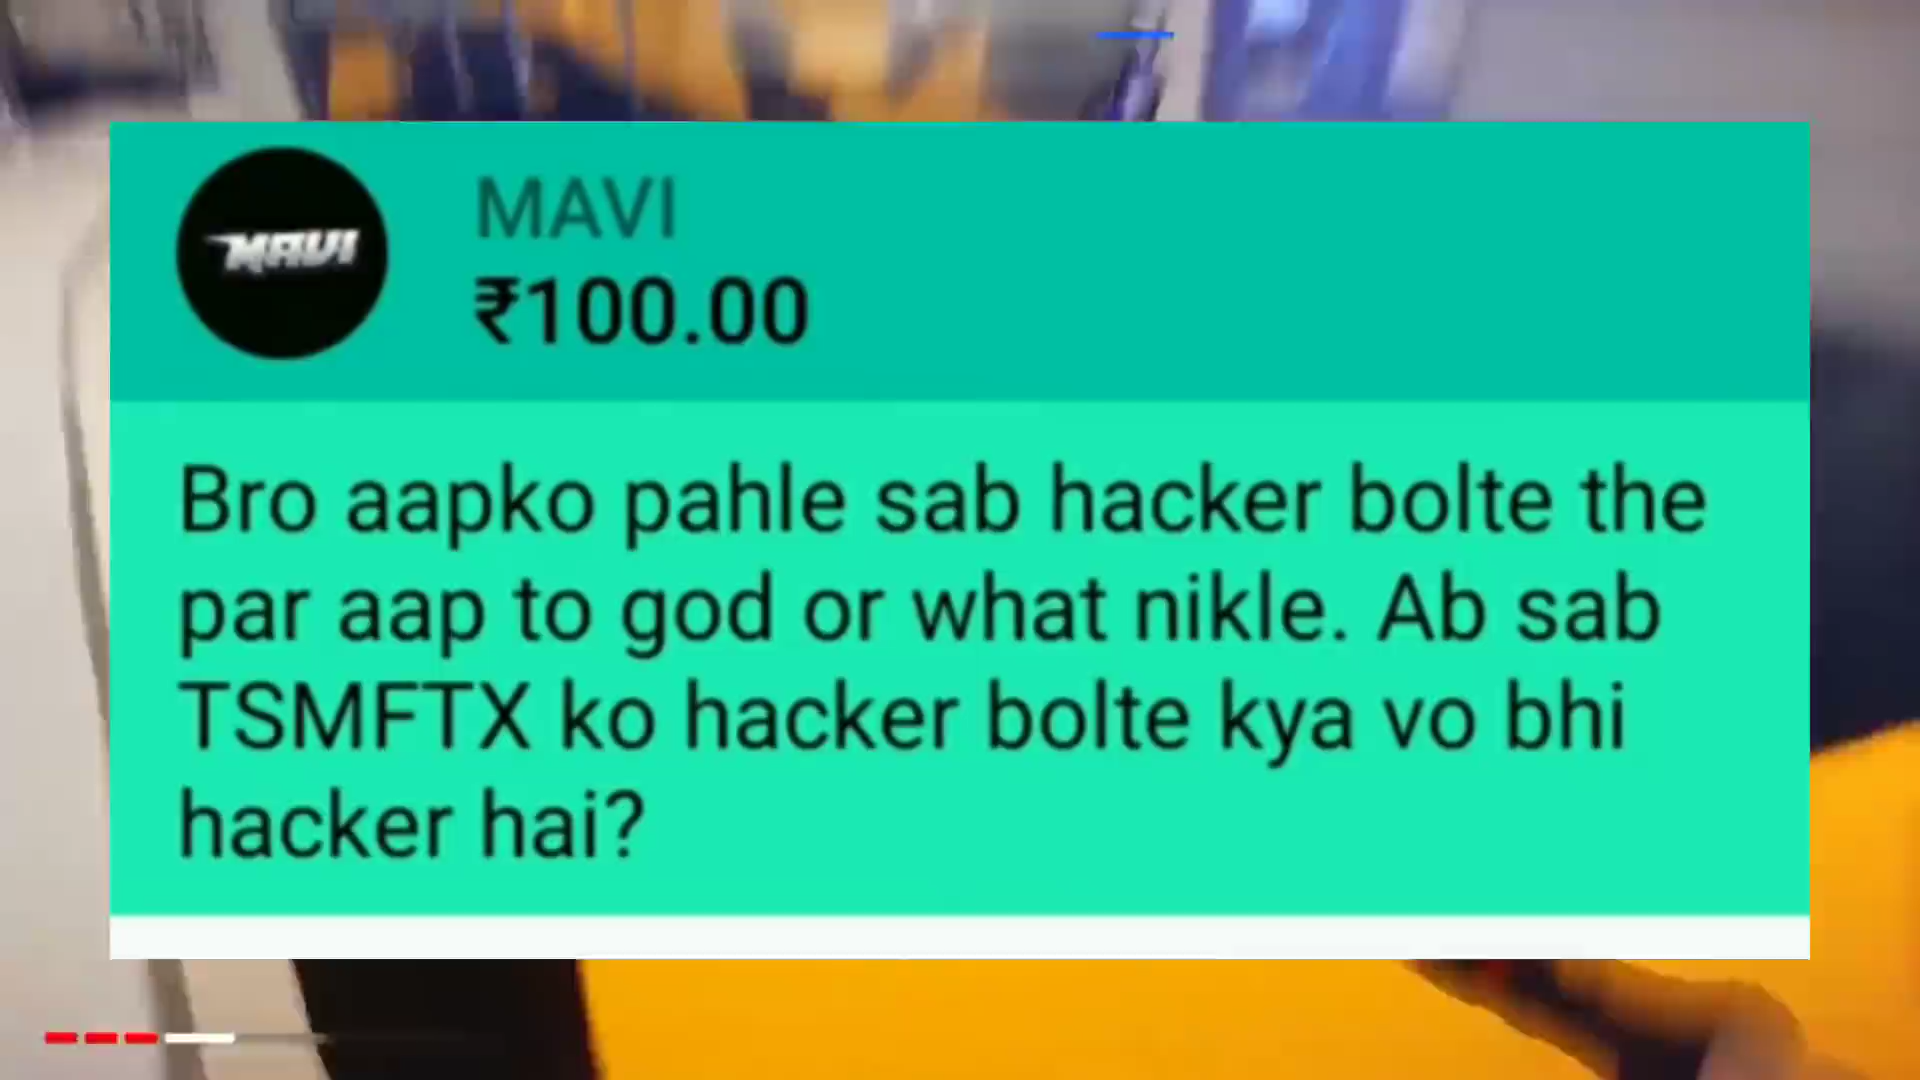 MAVI
MAVI
₹100.00
Bro aapko pahle sab hacker bolte the
par aap to god or what nikle. Ab sab
TSMFTX ko hacker bolte kya vo bhi
hacker hai?